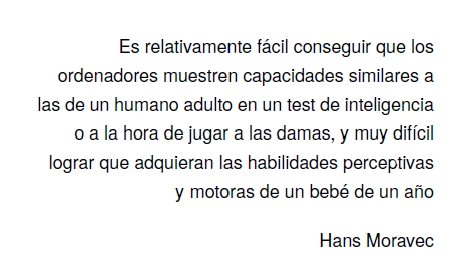 Es relativamente fácil conseguir que los
ordenadores muestren capacidades similares a
las de un humano adulto en un test de inteligencia
o a la hora de jugar a las damas, y muy difícil
lograr que adquieran las habilidades perceptivas
y motoras de un bebé de un año
Hans Moravec